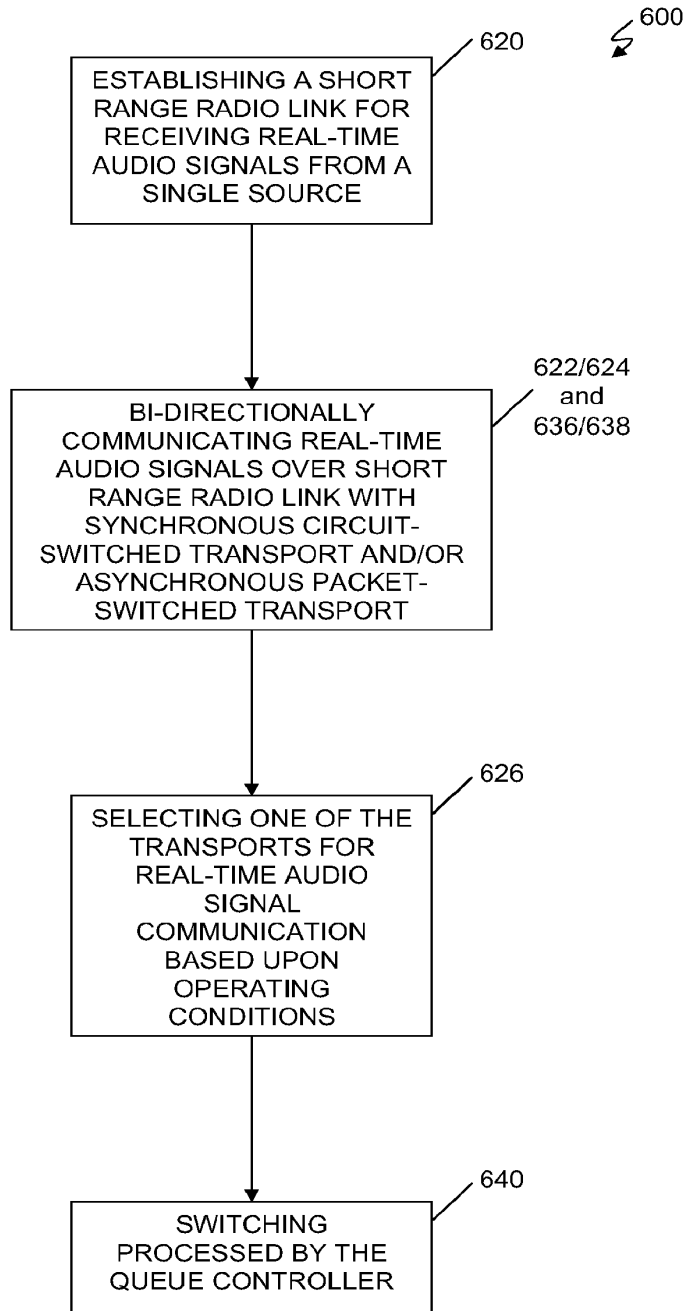 600
620
ESTABLISHING A SHORT
RANGE RADIO LINK FOR
RECEIVING REAL-TIME
AUDIO SIGNALS FROM A
SINGLE SOURCE
622/624
and
636/638
BI-DIRECTIONALLY
COMMUNICATING REAL-TIME
AUDIO SIGNALS OVER SHORT
RANGE RADIO LINK WITH
SYNCHRONOUS CIRCUIT-
SWITCHED TRANSPORT AND/OR
ASYNCHRONOUS PACKET-
SWITCHED TRANSPORT
626
SELECTING ONE OF THE
TRANSPORTS FOR
REAL-TIME AUDIO
SIGNAL
COMMUNICATION
BASED UPON
OPERATING
CONDITIONS
640
SWITCHING
PROCESSED BY THE
QUEUE CONTROLLER